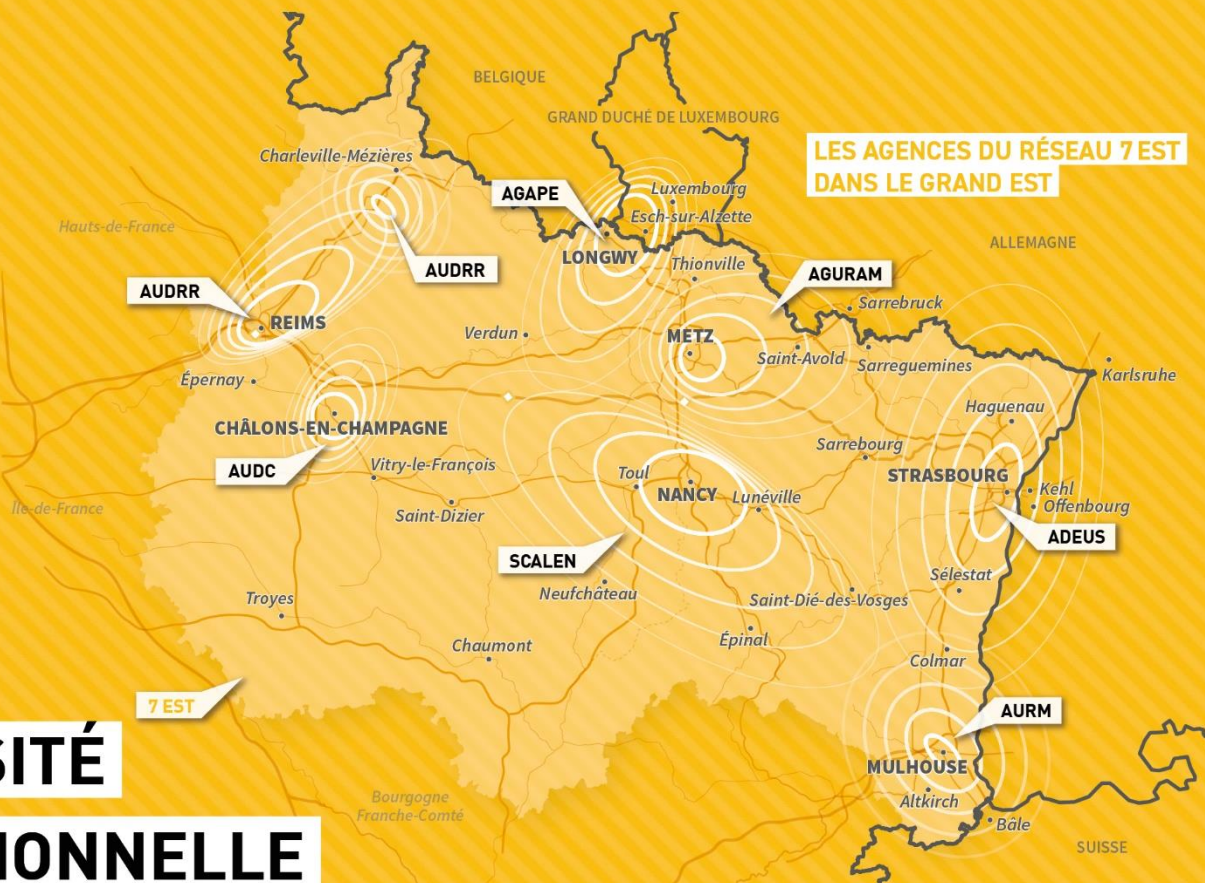 BELGIQUE
GRAND DUCHÉ DE LUXEMBOURG
LES AGENCES DU RÉSEAU 7 EST
DANS LE GRAND EST
Charleville-Mézières
AGAPE
Luxembourg
Esch-sur-Alzette
Hauts-de-France
ALLEMAGNE
LONGWY
AUDRR
Thionville
AGURAM
AUDRR
Sarrebruck
REIMS
Verdun
METZ
Saint-Avold
Sarreguemines
Karlsruhe
Épernay
Haguenau
CHÂLONS-EN-CHAMPAGNE
Sarrebourg
AUDC
Vitry-le-François
Toul
NANCY
Lunéville
STRASBOURG
Kehl
Offenbourg
Île-de-France
Saint-Dizier
ADEUS
SCALEN
Sélestat
Neufchâteau
Saint-Dié-des-Vosges
Troyes
Épinal
Chaumont
Colmar
7 EST
AURM
SITÉ
MULHOUSE
Bourgogne
Franche-Comté
Altkirch
Bâle
IONNELLE
SUISSE